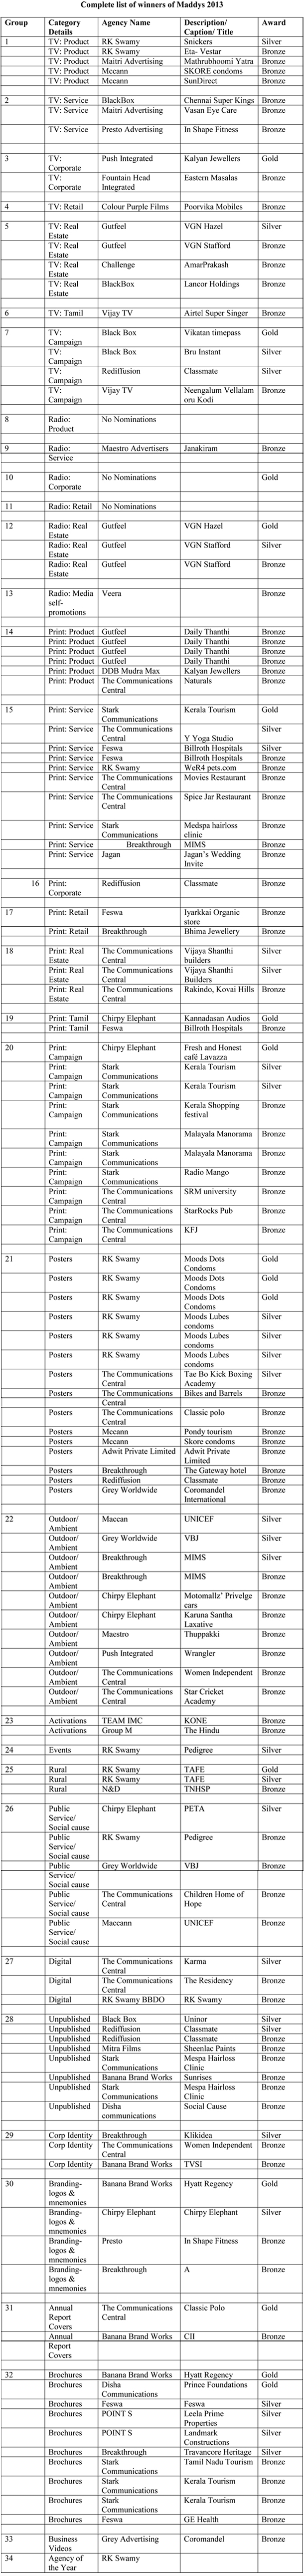 Complete list of winners of Maddys 2013
Group Category Details Agency Name Description/ Caption/ Title Award
1 TV: Product RK Swamy Snickers Silver
TV: Product RK Swamy Eta- Vestar Bronze
TV: Product Maitri Advertising Mathrubhoomi Yatra Bronze
TV: Product Mccann SKORE condoms Bronze
TV: Product Mccann SunDirect Bronze
2 TV: Service BlackBox Chennai Super Kings Bronze
TV: Service Maitri Advertising Vasan Eye Care Bronze
TV: Service Presto Advertising In Shape Fitness Bronze
3 TV: Corporate Push Integrated Kalyan Jewellers Gold
TV: Corporate Fountain Head Integrated Eastern Masalas Bronze
4 TV: Retail Colour Purple Films Poorvika Mobiles Bronze
5 TV: Real Estate Gutfeel VGN Hazel Silver
TV: Real Estate Gutfeel VGN Stafford Bronze
TV: Real Estate Challenge AmarPrakash Bronze
TV: Real Estate BlackBox Lancor Holdings Bronze
6 TV: Tamil Vijay TV Airtel Super Singer Bronze
7 TV: Campaign Black Box Vikatan timepass Gold
TV: Campaign Black Box Bru Instant Silver
TV: Campaign Rediffusion Classmate Silver
TV: Campaign Vijay TV Neengalum Vellalam oru Kodi Bronze
8 Radio: Product No Nominations
9 Radio: Service Maestro Advertisers Janakiram Bronze
10 Radio: Corporate No Nominations Gold
11 Radio: Retail No Nominations
12 Radio: Real Estate Gutfeel VGN Hazel Gold
Radio: Real Estate Gutfeel VGN Stafford Silver
Radio: Real Estate Gutfeel VGN Stafford Bronze
13 Radio: Media self-promotions Veera Bronze
14 Print: Product Gutfeel Daily Thanthi Bronze
Print: Product Gutfeel Daily Thanthi Bronze
Print: Product Gutfeel Daily Thanthi Bronze
Print: Product Gutfeel Daily Thanthi Bronze
Print: Product DDB Mudra Max Kalyan Jewellers Bronze
Print: Product The Communications Central Naturals Bronze
15 Print: Service Stark Communications Kerala Tourism Gold
Print: Service The Communications Central Y Yoga Studio Silver
Print: Service Feswa Billroth Hospitals Silver
Print: Service Feswa Billroth Hospitals Bronze
Print: Service RK Swamy WeR4 pets.com Bronze
Print: Service The Communications Central Movies Restaurant Bronze
Print: Service The Communications Central Spice Jar Restaurant Bronze
Print: Service Stark Communications Medspa hairloss clinic Bronze
Print: Service Breakthrough MIMS Bronze
Print: Service Jagan Jagan's Wedding Invite Bronze
16 Print: Corporate Rediffusion Classmate Bronze
17 Print: Retail Feswa Iyarkkai Organic store Bronze
Print: Retail Breakthrough Bhima Jewellery Bronze
18 Print: Real Estate The Communications Central Vijaya Shanthi builders Silver
Print: Real Estate The Communications Central Vijaya Shanthi Builders Silver
Print: Real Estate The Communications Central Rakindo, Kovai Hills Bronze
19 Print: Tamil Chirpy Elephant Kannadasan Audios Gold
Print: Tamil Feswa Billroth Hospitals Bronze
20 Print: Campaign Chirpy Elephant Fresh and Honest café Lavazza Gold
Print: Campaign Stark Communications Kerala Tourism Silver
Print: Campaign Stark Communications Kerala Tourism Silver
Print: Campaign Stark Communications Kerala Shopping festival Bronze
Print: Campaign Stark Communications Malayala Manorama Bronze
Print: Campaign Stark Communications Malayala Manorama Bronze
Print: Campaign Stark Communications Radio Mango Bronze
Print: Campaign The Communications Central SRM university Bronze
Print: Campaign The Communications Central StarRocks Pub Bronze
Print: Campaign The Communications Central KFJ Bronze
21 Posters RK Swamy Moods Dots Condoms Gold
Posters RK Swamy Moods Dots Condoms Gold
Posters RK Swamy Moods Dots Condoms Gold
Posters RK Swamy Moods Lubes condoms Silver
Posters RK Swamy Moods Lubes condoms Silver
Posters RK Swamy Moods Lubes condoms Silver
Posters The Communications Central Tae Bo Kick Boxing Academy Silver
Posters The Communications Central Bikes and Barrels Bronze
Posters The Communications Central Classic polo Bronze
Posters Mccann Pondy tourism Bronze
Posters Mccann Skore condoms Bronze
Posters Adwit Private Limited Adwit Private Limited Bronze
Posters Breakthrough The Gateway hotel Bronze
Posters Rediffusion Classmate Bronze
Posters Grey Worldwide Coromandel International Bronze
22 Outdoor/ Ambient Maccan UNICEF Silver
Outdoor/ Ambient Grey Worldwide VBJ Silver
Outdoor/ Ambient Breakthrough MIMS Silver
Outdoor/ Ambient Breakthrough MIMS Bronze
Outdoor/ Ambient Chirpy Elephant Motomallz' Privelge cars Bronze
Outdoor/ Ambient Chirpy Elephant Karuna Santha Laxative Bronze
Outdoor/ Ambient Maestro Thuppakki Bronze
Outdoor/ Ambient Push Integrated Wrangler Bronze
Outdoor/ Ambient The Communications Central Women Independent Bronze
Outdoor/ Ambient The Communications Central Star Cricket Academy Bronze
23 Activations TEAM IMC KONE Bronze
Activations Group M The Hindu Bronze
24 Events RK Swamy Pedigree Silver
25 Rural RK Swamy TAFE Gold
Rural RK Swamy TAFE Silver
Rural N&D TNHSP Bronze
26 Public Service/ Social cause Chirpy Elephant PETA Silver
Public Service/ Social cause RK Swamy Pedigree Bronze
Public Service/ Social cause Grey Worldwide VBJ Bronze
Public Service/ Social cause The Communications Central Children Home of Hope Bronze
Public Service/ Social cause Maccann UNICEF Bronze
27 Digital The Communications Central Karma Silver
Digital The Communications Central The Residency Bronze
Digital RK Swamy BBDO RK Swamy Bronze
28 Unpublished Black Box Uninor Silver
Unpublished Rediffusion Classmate Silver
Unpublished Rediffusion Classmate Bronze
Unpublished Mitra Films Sheenlac Paints Bronze
Unpublished Stark Communications Mespa Hairloss Clinic Bronze
Unpublished Banana Brand Works Sunrises Bronze
Unpublished Stark Communications Mespa Hairloss Clinic Bronze
Unpublished Disha communications Social Cause Bronze
29 Corp Identity Breakthrough Klikidea Silver
Corp Identity The Communications Central Women Independent Bronze
Corp Identity Banana Brand Works TVSI Bronze
30 Branding- logos & mnemonies Banana Brand Works Hyatt Regency Gold
Branding- logos & mnemonies Chirpy Elephant Chirpy Elephant Silver
Branding- logos & mnemonies Presto In Shape Fitness Bronze
Branding- logos & mnemonies Breakthrough A Bronze
31 Annual Report Covers The Communications Central Classic Polo Gold
Annual Report Covers Banana Brand Works CII Bronze
32 Brochures Banana Brand Works Hyatt Regency Gold
Brochures Disha Communications Prince Foundations Gold
Brochures Feswa Feswa Silver
Brochures POINT S Leela Prime Properties Silver
Brochures POINT S Landmark Constructions Silver
Brochures Breakthrough Travancore Heritage Silver
Brochures Stark Communications Tamil Nadu Tourism Bronze
Brochures Stark Communications Kerala Tourism Bronze
Brochures Stark Communications Kerala Tourism Bronze
Brochures Feswa GE Health Bronze
33 Business Videos Grey Advertising Coromandel Bronze
34 Agency of the Year RK Swamy